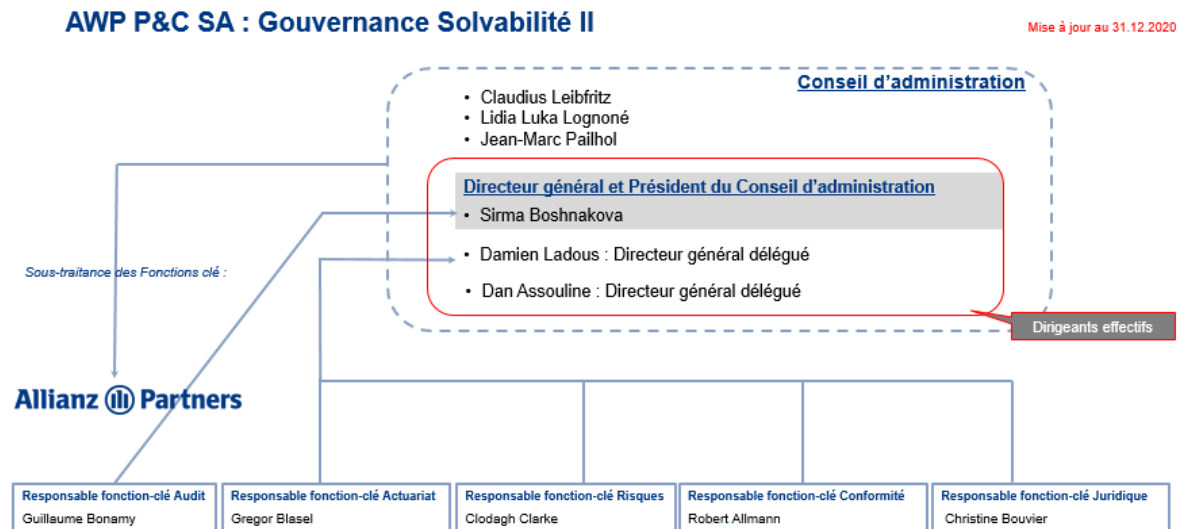 AWP P&C SA : Gouvernance Solvabilité II
Mise à jour au 31.12.2020
Conseil d'administration
• Claudius Leibfritz
• Lidia Luka Lognoné
• Jean-Marc Pailhol
Directeur général et Président du Conseil d'administration
• Sirma Boshnakova
• Damien Ladous : Directeur général délégué
• Dan Assouline : Directeur général délégué
Dirigeants effectifs
Sous-traitance des Fonctions clé :
Allianz Partners
Responsable fonction-clé Audit
Guillaume Bonamy
Responsable fonction-clé Actuariat
Gregor Blasel
Responsable fonction-clé Risques
Clodagh Clarke
Responsable fonction-clé Conformité
Robert Allmann
Responsable fonction-clé Juridique
Christine Bouvier